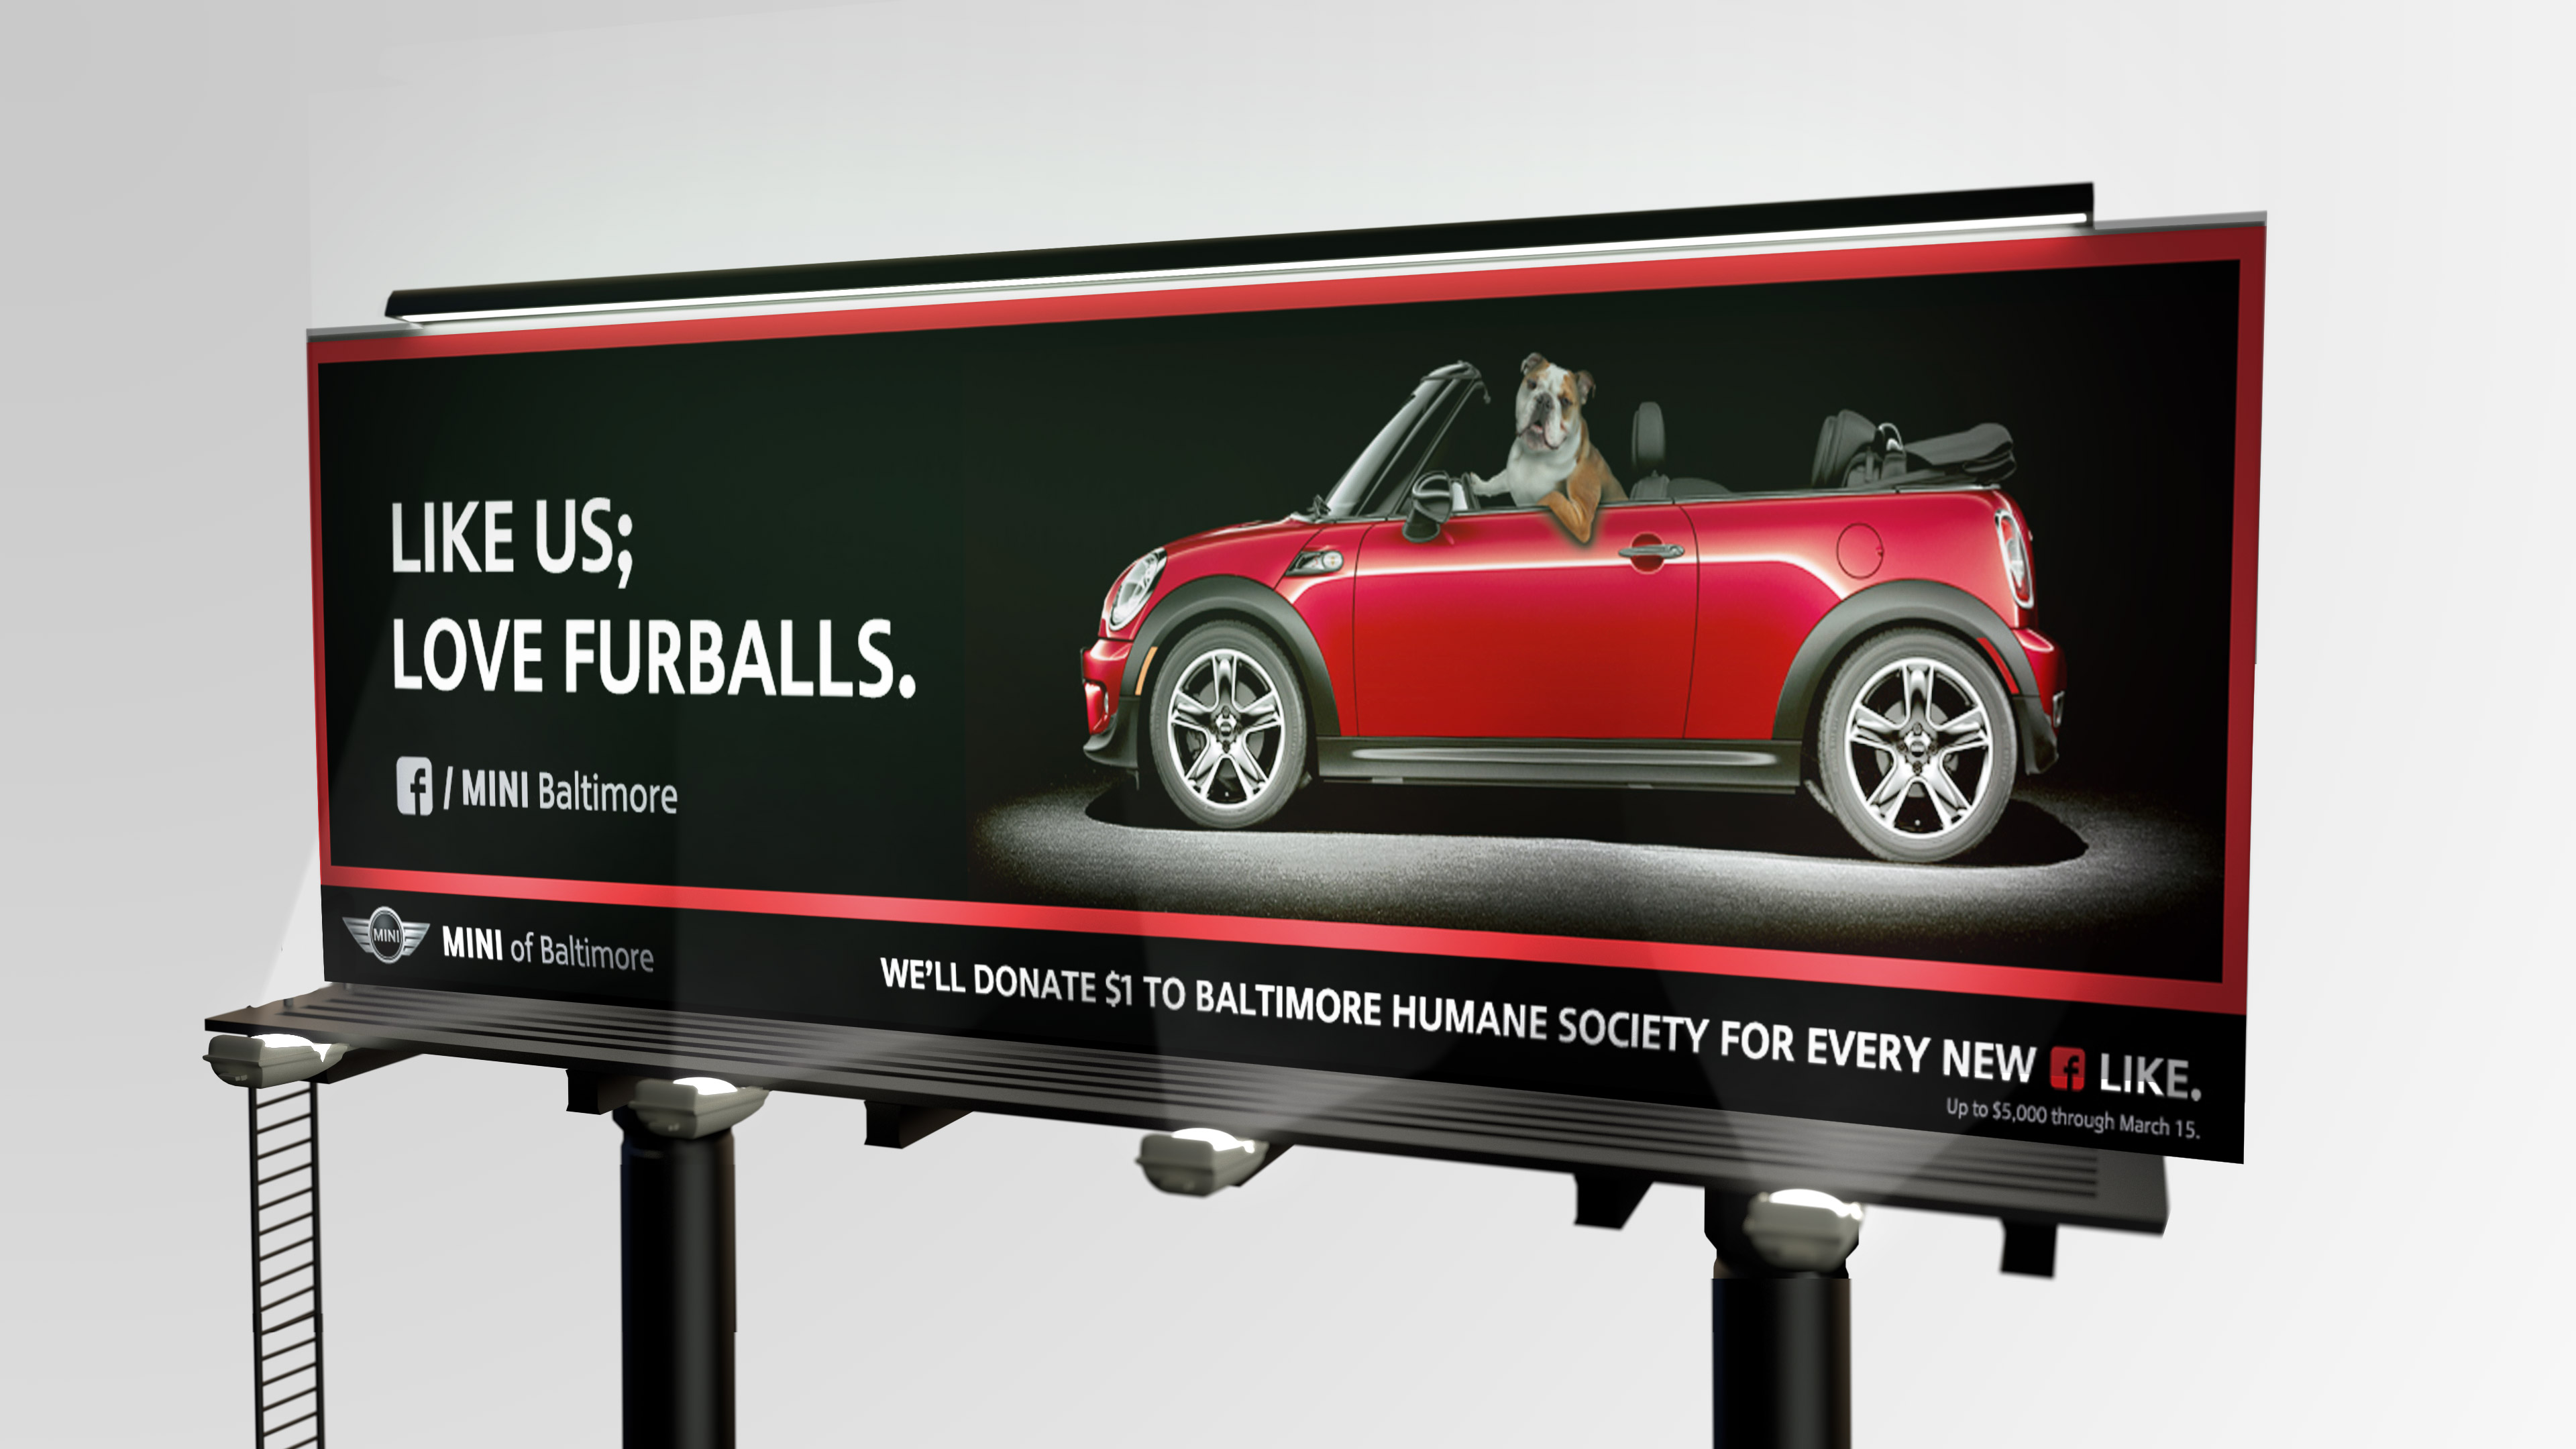 LIKE US;
LOVE FURBALLS.
f / MINI Baltimore
MINI
MINI of Baltimore
WE'LL DONATE $1 TO BALTIMORE HUMANE SOCIETY FOR EVERY NEW f LIKE.
Up to $5,000 through March 15.